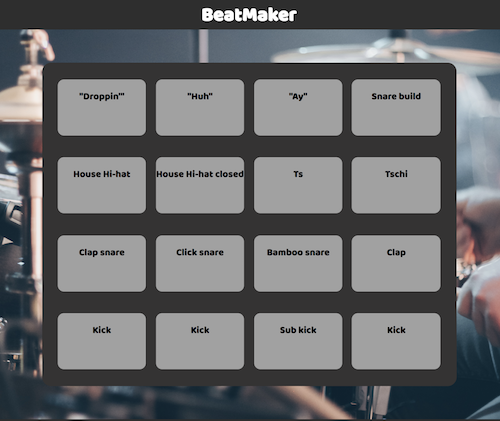 BeatMaker
"Droppin'"
"Huh"
"Ay"
Snare build
House Hi-hat
House Hi-hat closed
Ts
Tschi
Clap snare
Click snare
Bamboo snare
Clap
Kick
Kick
Sub kick
Kick